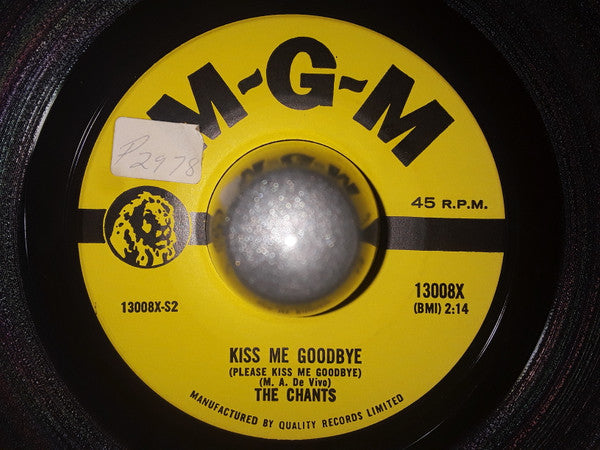 M-G-M
P2978
45 R.P.M.
13008X-S2
13008X
(BMI) 2:14
KISS ME GOODBYE
(PLEASE KISS ME GOODBYE)
(M. A. De Vivo)
THE CHANTS
MANUFACTURED BY QUALITY RECORDS LIMITED